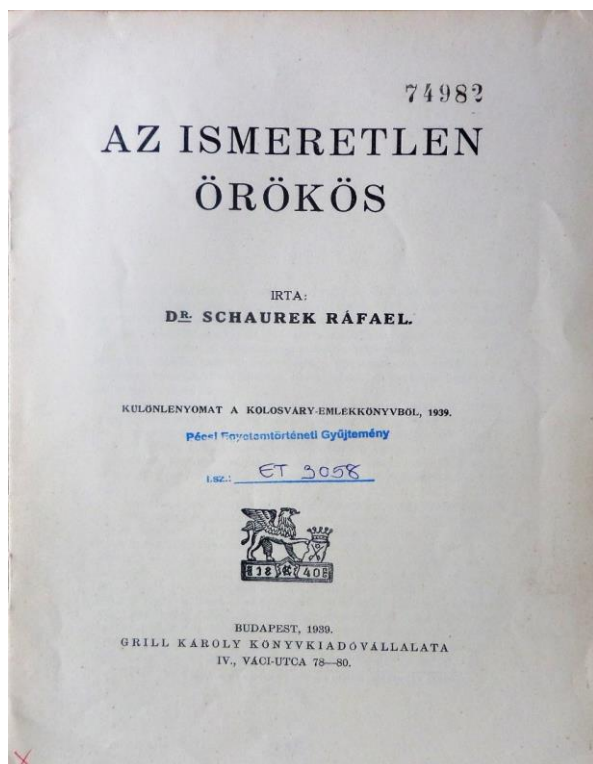 74982
AZ ISMERETLEN
ÖRÖKÖS
IRTA:
DR. SCHAUREK RÁFAEL.
KÜLÖNLENYOMAT A KOLOSVÁRY-EMLÉKKÖNYVBŐL, 1939.
Pécsi Egyetemtörténeti Gyűjtemény
l.sz.: ET 3058
18 40
BUDAPEST, 1939.
GRILL KÁROLY KÖNYVKIADÓVÁLLALATA
IV., VÁCI-UTCA 78—80.